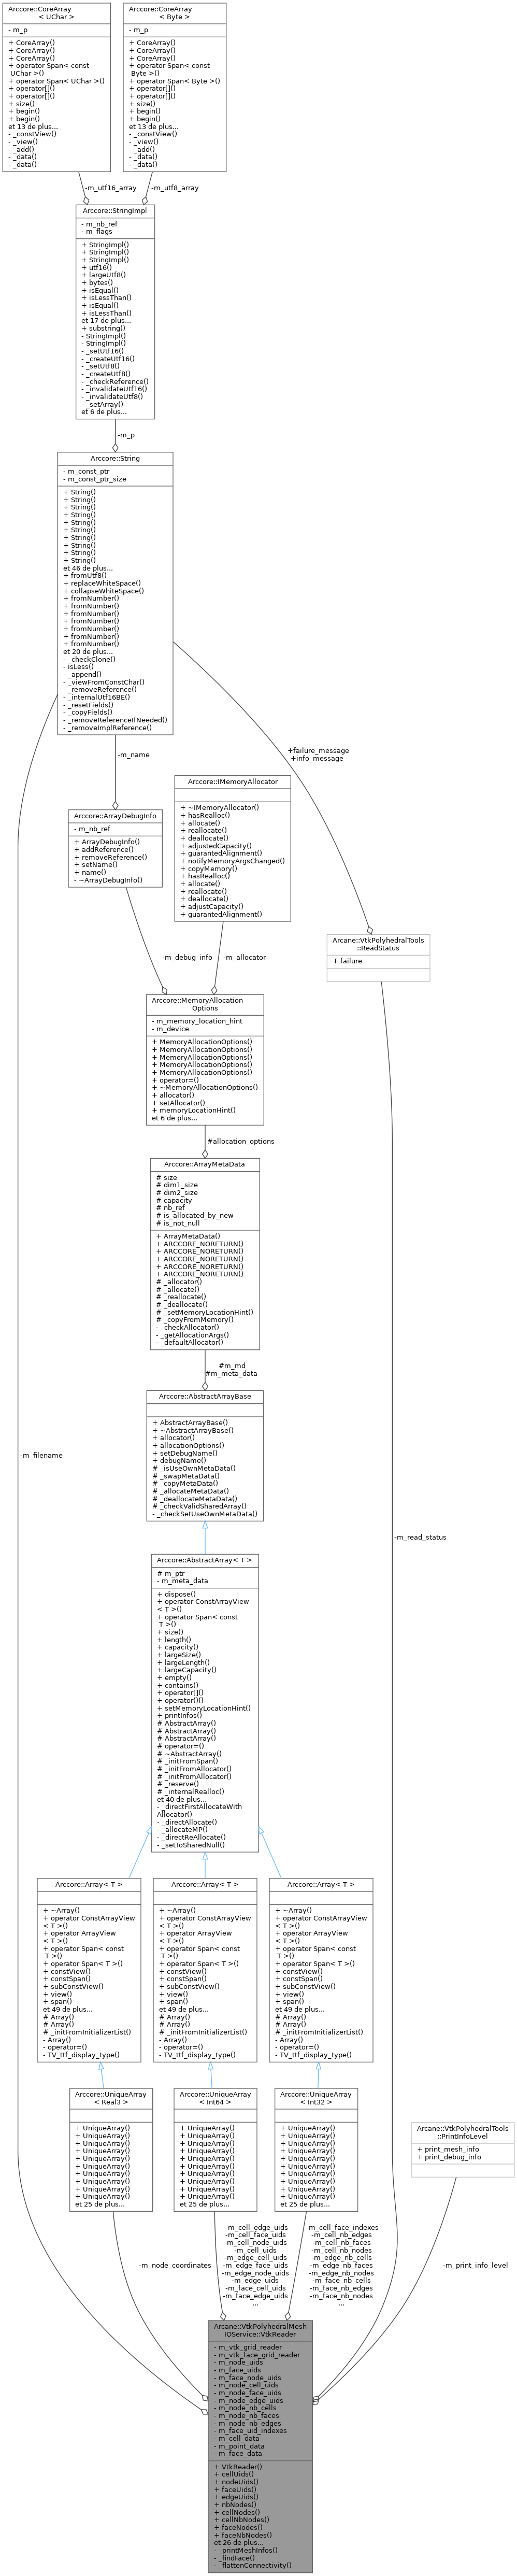 Arccore::CoreArray
< UChar >
- m_p
+ CoreArray()
+ CoreArray()
+ CoreArray()
+ operator Span< const
UChar >()
+ operator Span< UChar >()
+ operator[]()
+ operator[]()
+ size()
+ begin()
+ begin()
et 13 de plus...
- _constView()
- _view()
- _add()
- _data()
- _data()
Arccore::CoreArray
< Byte >
- m_p
+ CoreArray()
+ CoreArray()
+ CoreArray()
+ operator Span< const
Byte >()
+ operator Span< Byte >()
+ operator[]()
+ operator[]()
+ size()
+ begin()
+ begin()
et 13 de plus...
- _constView()
- _view()
- _add()
- _data()
- _data()
-m_utf16_array
-m_utf8_array
Arccore::StringImpl
- m_nb_ref
- m_flags
+ StringImpl()
+ StringImpl()
+ StringImpl()
+ utf16()
+ largeUtf8()
+ bytes()
+ isEqual()
+ isLessThan()
+ isEqual()
+ isLessThan()
et 17 de plus...
+ substring()
- StringImpl()
- StringImpl()
- _setUtf16()
- _createUtf16()
- _setUtf8()
- _createUtf8()
- _checkReference()
- _invalidateUtf16()
- _invalidateUtf8()
- _setArray()
et 6 de plus...
-m_p
Arccore::String
- m_const_ptr
- m_const_ptr_size
+ String()
+ String()
+ String()
+ String()
+ String()
+ String()
+ String()
+ String()
+ String()
+ String()
et 46 de plus...
+ fromUtf8()
+ replaceWhiteSpace()
+ collapseWhiteSpace()
+ fromNumber()
+ fromNumber()
+ fromNumber()
+ fromNumber()
+ fromNumber()
+ fromNumber()
+ fromNumber()
et 20 de plus...
- _checkClone()
- isLess()
- _append()
- _viewFromConstChar()
- _removeReference()
- _internalUtf16BE()
- _resetFields()
- _copyFields()
- _removeReferenceIfNeeded()
- _removeImplReference()
-m_name
+failure_message
+info_message
Arccore::ArrayDebugInfo
- m_nb_ref
+ ArrayDebugInfo()
+ addReference()
+ removeReference()
+ setName()
+ name()
- ~ArrayDebugInfo()
Arccore::IMemoryAllocator
+ ~IMemoryAllocator()
+ hasRealloc()
+ allocate()
+ reallocate()
+ deallocate()
+ adjustedCapacity()
+ guarantedAlignment()
+ notifyMemoryArgsChanged()
+ copyMemory()
+ hasRealloc()
+ allocate()
+ reallocate()
+ deallocate()
+ adjustCapacity()
+ guarantedAlignment()
Arcane::VtkPolyhedralTools
::ReadStatus
+ failure
-m_debug_info
-m_allocator
Arccore::MemoryAllocation
Options
- m_memory_location_hint
- m_device
+ MemoryAllocationOptions()
+ MemoryAllocationOptions()
+ MemoryAllocationOptions()
+ MemoryAllocationOptions()
+ MemoryAllocationOptions()
+ operator=()
+ ~MemoryAllocationOptions()
+ allocator()
+ setAllocator()
+ memoryLocationHint()
et 6 de plus...
#allocation_options
Arccore::ArrayMetaData
# size
# dim1_size
# dim2_size
# capacity
# nb_ref
# is_allocated_by_new
# is_not_null
+ ArrayMetaData()
+ ARCCORE_NORETURN()
+ ARCCORE_NORETURN()
+ ARCCORE_NORETURN()
+ ARCCORE_NORETURN()
+ ARCCORE_NORETURN()
# _allocator()
# _allocate()
# _reallocate()
# _deallocate()
# _setMemoryLocationHint()
# _copyFromMemory()
- _checkAllocator()
- _getAllocationArgs()
- _defaultAllocator()
#m_md
#m_meta_data
Arccore::AbstractArrayBase
+ AbstractArrayBase()
+ ~AbstractArrayBase()
+ allocator()
+ allocationOptions()
+ setDebugName()
+ debugName()
# _isUseOwnMetaData()
# _swapMetaData()
# _copyMetaData()
# _allocateMetaData()
# _deallocateMetaData()
# _checkValidSharedArray()
- _checkSetUseOwnMetaData()
-m_filename
-m_read_status
Arccore::AbstractArray< T >
# m_ptr
- m_meta_data
+ dispose()
+ operator ConstArrayView
< T >()
+ operator Span< const
T >()
+ size()
+ length()
+ capacity()
+ largeSize()
+ largeLength()
+ largeCapacity()
+ empty()
+ contains()
+ operator[]()
+ operator()()
+ setMemoryLocationHint()
+ printInfos()
# AbstractArray()
# AbstractArray()
# AbstractArray()
# operator=()
# ~AbstractArray()
# _initFromSpan()
# _initFromAllocator()
# _initFromAllocator()
# _reserve()
# _internalRealloc()
et 40 de plus...
- _directFirstAllocateWith
Allocator()
- _directAllocate()
- _allocateMP()
- _directReAllocate()
- _setToSharedNull()
Arccore::Array< T >
+ ~Array()
+ operator ConstArrayView
< T >()
+ operator ArrayView
< T >()
+ operator Span< const
T >()
+ operator Span< T >()
+ constView()
+ constSpan()
+ subConstView()
+ view()
+ span()
et 49 de plus...
# Array()
# Array()
# _initFromInitializerList()
- Array()
- operator=()
- TV_ttf_display_type()
Arccore::Array< T >
+ ~Array()
+ operator ConstArrayView
< T >()
+ operator ArrayView
< T >()
+ operator Span< const
T >()
+ operator Span< T >()
+ constView()
+ constSpan()
+ subConstView()
+ view()
+ span()
et 49 de plus...
# Array()
# Array()
# _initFromInitializerList()
- Array()
- operator=()
- TV_ttf_display_type()
Arccore::Array< T >
+ ~Array()
+ operator ConstArrayView
< T >()
+ operator ArrayView
< T >()
+ operator Span< const
T >()
+ operator Span< T >()
+ constView()
+ constSpan()
+ subConstView()
+ view()
+ span()
et 49 de plus...
# Array()
# Array()
# _initFromInitializerList()
- Array()
- operator=()
- TV_ttf_display_type()
Arccore::UniqueArray
< Real3 >
+ UniqueArray()
+ UniqueArray()
+ UniqueArray()
+ UniqueArray()
+ UniqueArray()
+ UniqueArray()
+ UniqueArray()
+ UniqueArray()
+ UniqueArray()
+ UniqueArray()
et 25 de plus...
Arccore::UniqueArray
< Int64 >
+ UniqueArray()
+ UniqueArray()
+ UniqueArray()
+ UniqueArray()
+ UniqueArray()
+ UniqueArray()
+ UniqueArray()
+ UniqueArray()
+ UniqueArray()
+ UniqueArray()
et 25 de plus...
Arccore::UniqueArray
< Int32 >
+ UniqueArray()
+ UniqueArray()
+ UniqueArray()
+ UniqueArray()
+ UniqueArray()
+ UniqueArray()
+ UniqueArray()
+ UniqueArray()
+ UniqueArray()
+ UniqueArray()
et 25 de plus...
Arcane::VtkPolyhedralTools
::PrintInfoLevel
+ print_mesh_info
+ print_debug_info
-m_node_coordinates
-m_cell_edge_uids
-m_cell_face_uids
-m_cell_node_uids
-m_cell_uids
-m_edge_cell_uids
-m_edge_face_uids
-m_edge_node_uids
-m_edge_uids
-m_face_cell_uids
-m_face_edge_uids
...
-m_cell_face_indexes
-m_cell_nb_edges
-m_cell_nb_faces
-m_cell_nb_nodes
-m_edge_nb_cells
-m_edge_nb_faces
-m_edge_nb_nodes
-m_face_nb_cells
-m_face_nb_edges
-m_face_nb_nodes
...
-m_print_info_level
Arcane::VtkPolyhedralMesh
IOService::VtkReader
- m_vtk_grid_reader
- m_vtk_face_grid_reader
- m_node_uids
- m_face_uids
- m_face_node_uids
- m_node_cell_uids
- m_node_face_uids
- m_node_edge_uids
- m_node_nb_cells
- m_node_nb_faces
- m_node_nb_edges
- m_face_uid_indexes
- m_cell_data
- m_point_data
- m_face_data
+ VtkReader()
+ cellUids()
+ nodeUids()
+ faceUids()
+ edgeUids()
+ nbNodes()
+ cellNodes()
+ cellNbNodes()
+ faceNodes()
+ faceNbNodes()
et 26 de plus...
- _printMeshInfos()
- _findFace()
- _flattenConnectivity()